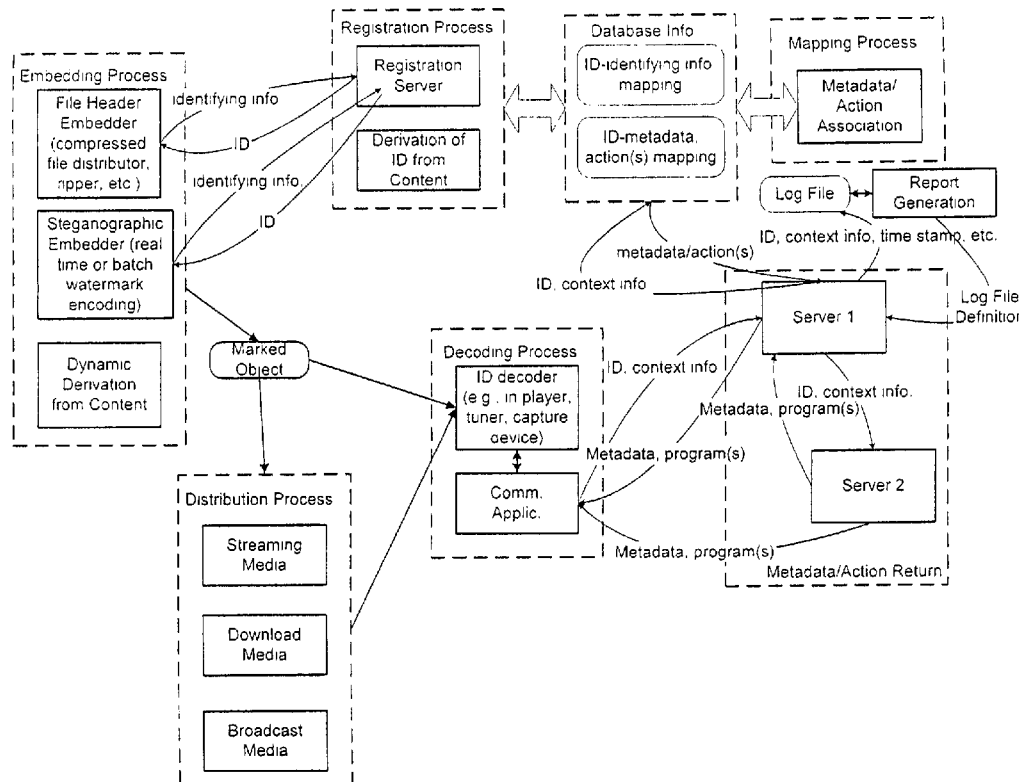 Registration Process
Registration
Server
Derivation of
ID from
Content
Database Info
ID-identifying info
mapping
ID-metadata,
action(s) mapping
Mapping Process
Metadata/
Action
Association
Embedding Process
File Header
Embedder
(compressed
file distributor,
ripper, etc.)
Steganographic
Embedder (real
time or batch
watermark
encoding)
Dynamic
Derivation
from Content
identifying info
ID
identifying info.
ID
Log File
Report
Generation
ID, context info, time stamp, etc.
metadata/action(s)
ID, context info
Server 1
Log File
Definition
Marked
Object
Decoding Process
ID decoder
(e.g., in player,
tuner, capture
device)
Comm.
Applic.
ID, context info
ID, context info.
Metadata, program(s)
Metadata, program(s)
Server 2
Metadata, program(s)
Metadata/Action Return
Distribution Process
Streaming
Media
Download
Media
Broadcast
Media